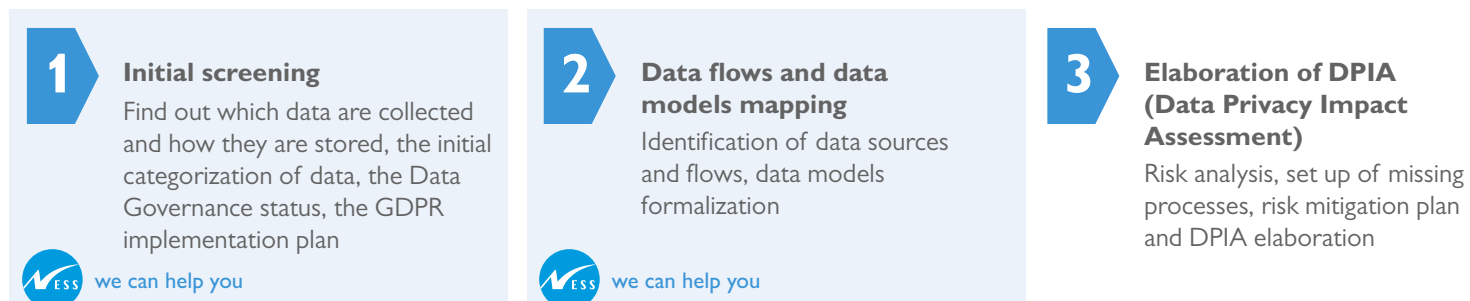 1
Initial screening
Find out which data are collected
and how they are stored, the initial
categorization of data, the Data
Governance status, the GDPR
implementation plan
NESS
we can help you
2
Data flows and data
models mapping
Identification of data sources
and flows, data models
formalization
NESS
we can help you
3
Elaboration of DPIA
(Data Privacy Impact
Assessment)
Risk analysis, set up of missing
processes, risk mitigation plan
and DPIA elaboration